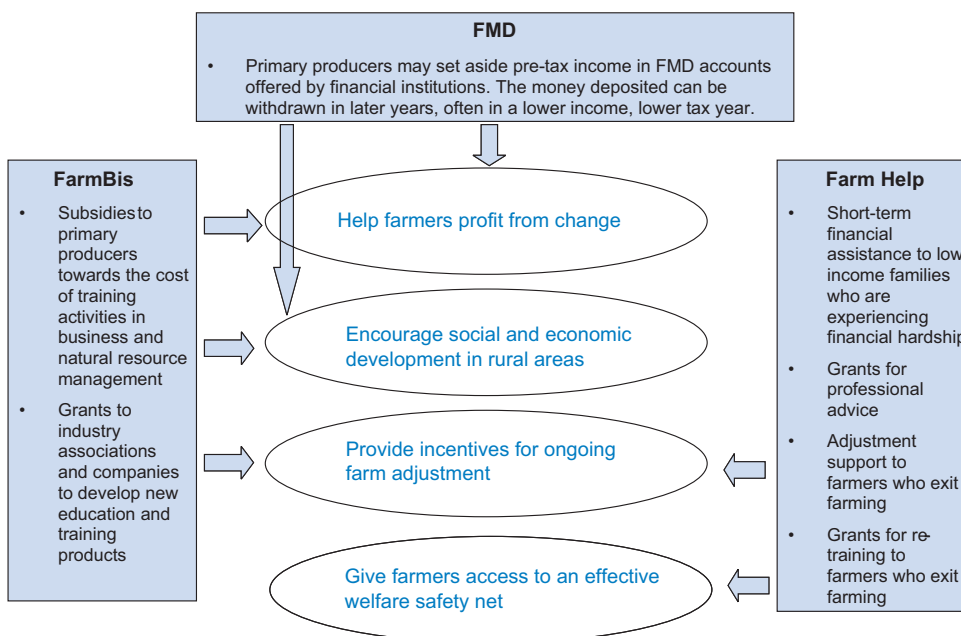 FMD
• Primary producers may set aside pre-tax income in FMD accounts
offered by financial institutions. The money deposited can be
withdrawn in later years, often in a lower income, lower tax year.
FarmBis
• Subsidies to
primary
producers
towards the cost
of training
activities in
business and
natural resource
management
• Grants to
industry
associations
and companies
to develop new
education and
training
products
Help farmers profit from change
Encourage social and economic
development in rural areas
Provide incentives for ongoing
farm adjustment
Give farmers access to an effective
welfare safety net
Farm Help
• Short-term
financial
assistance to low
income families
who are
experiencing
financial hardship
• Grants for
professional
advice
• Adjustment
support to
farmers who exit
farming
• Grants for re-
training to
farmers who exit
farming